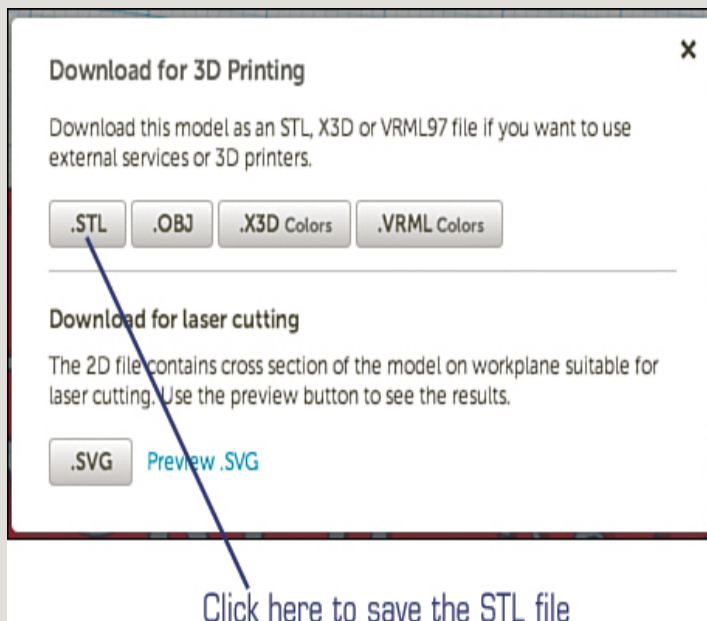 Download for 3D Printing
×
Download this model as an STL, X3D or VRML97 file if you want to use
external services or 3D printers.
.STL .OBJ .X3D Colors .VRML Colors
Download for laser cutting
The 2D file contains cross section of the model on workplane suitable for
laser cutting. Use the preview button to see the results.
.SVG Preview .SVG
Click here to save the STL file